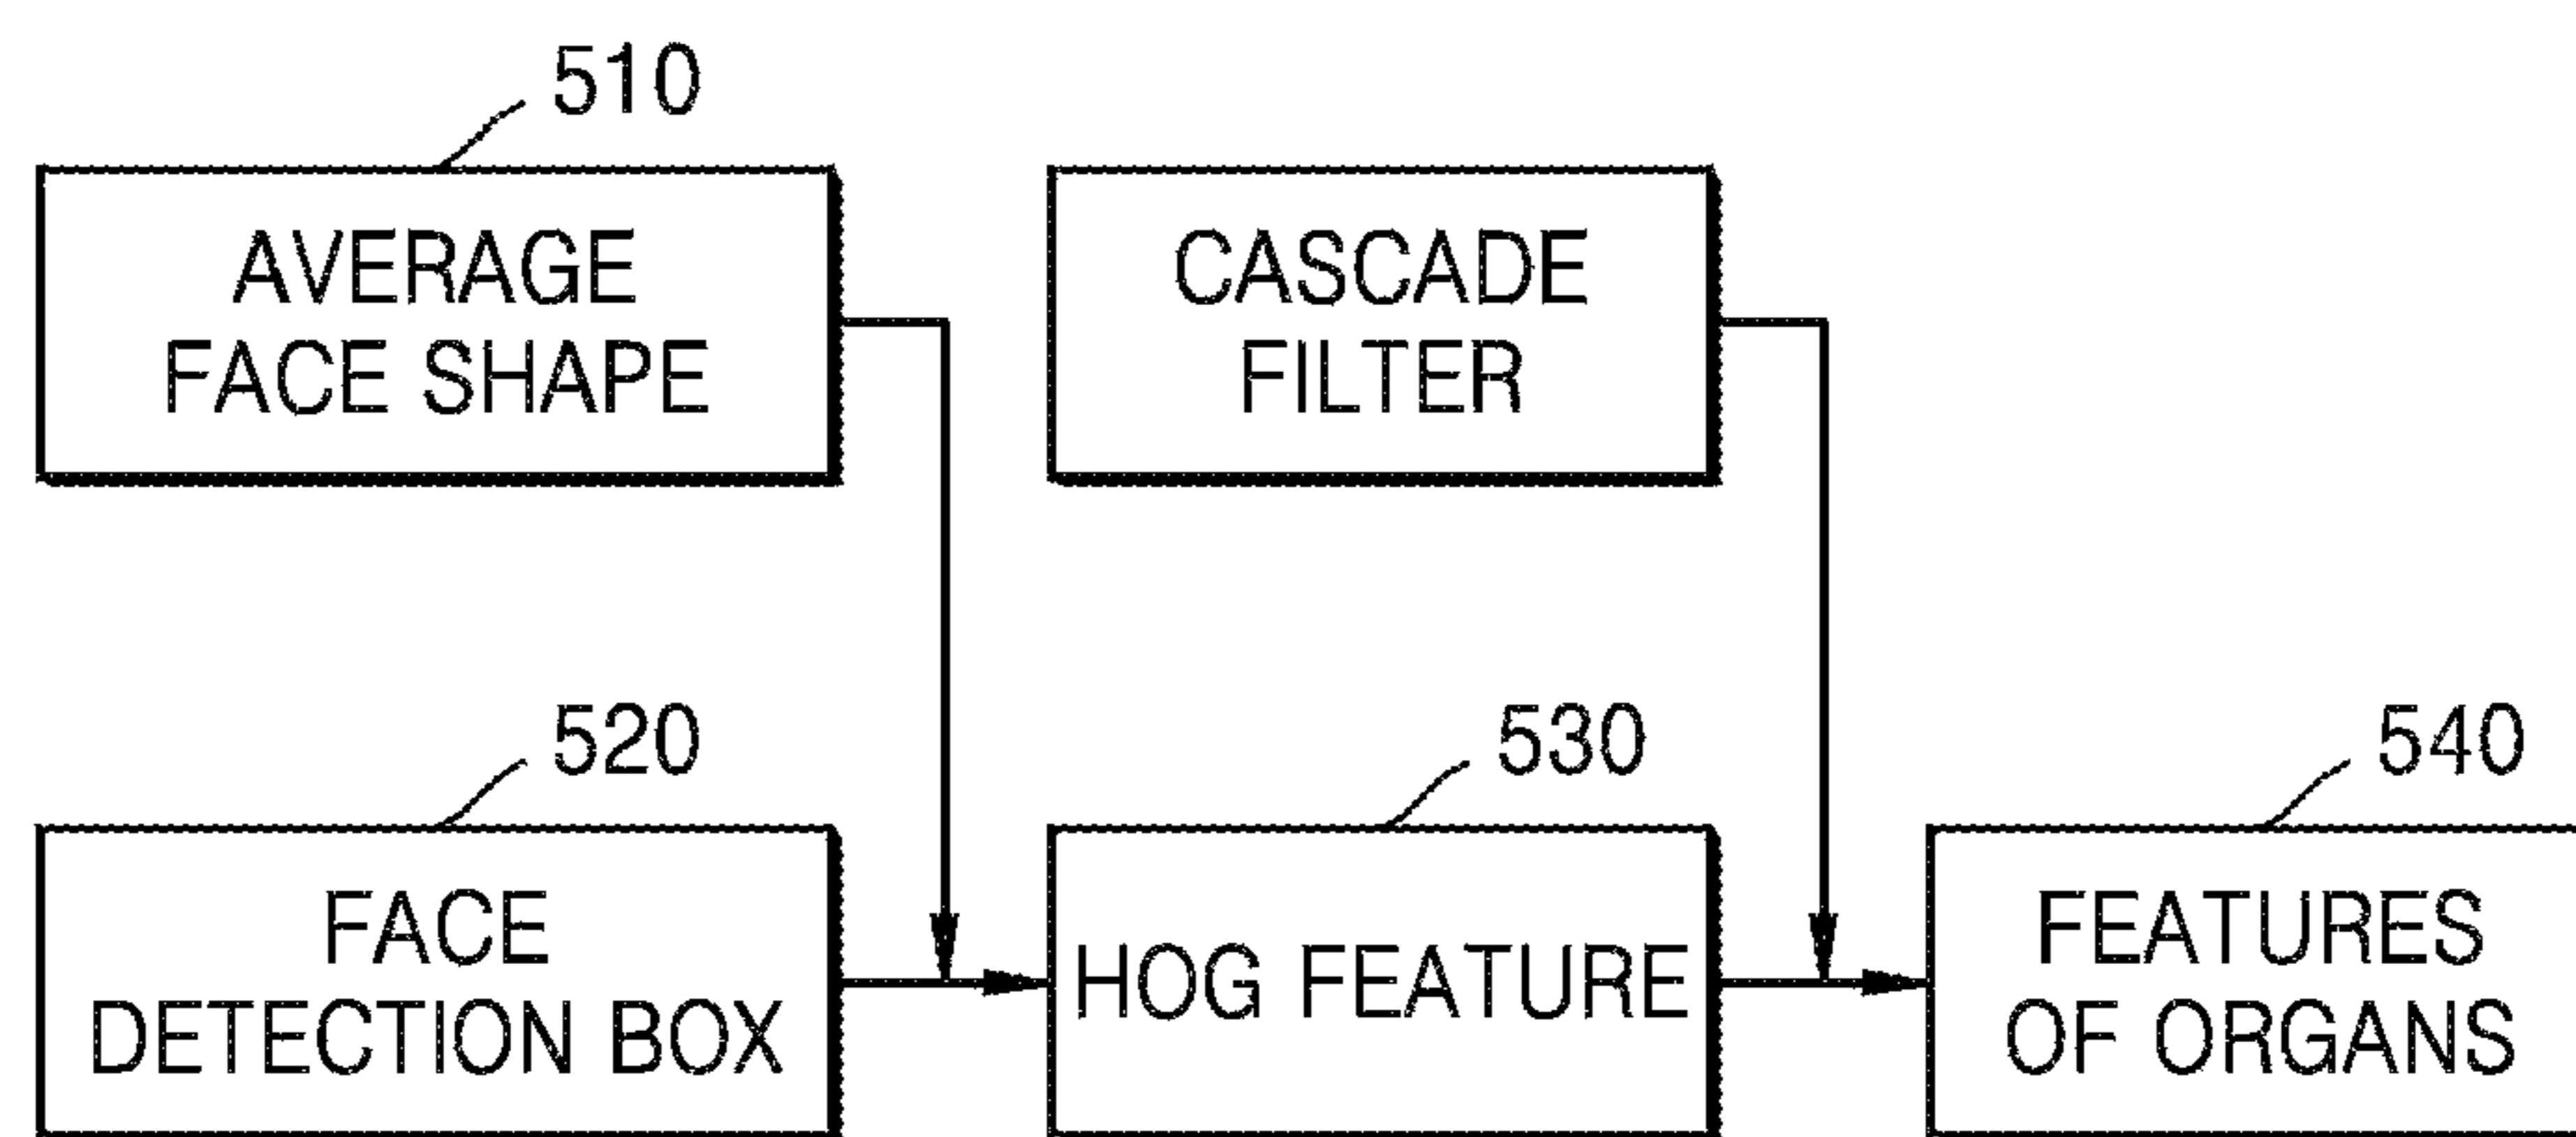 510
AVERAGE
FACE SHAPE
CASCADE
FILTER
520
FACE
DETECTION BOX
530
HOG FEATURE
540
FEATURES
OF ORGANS